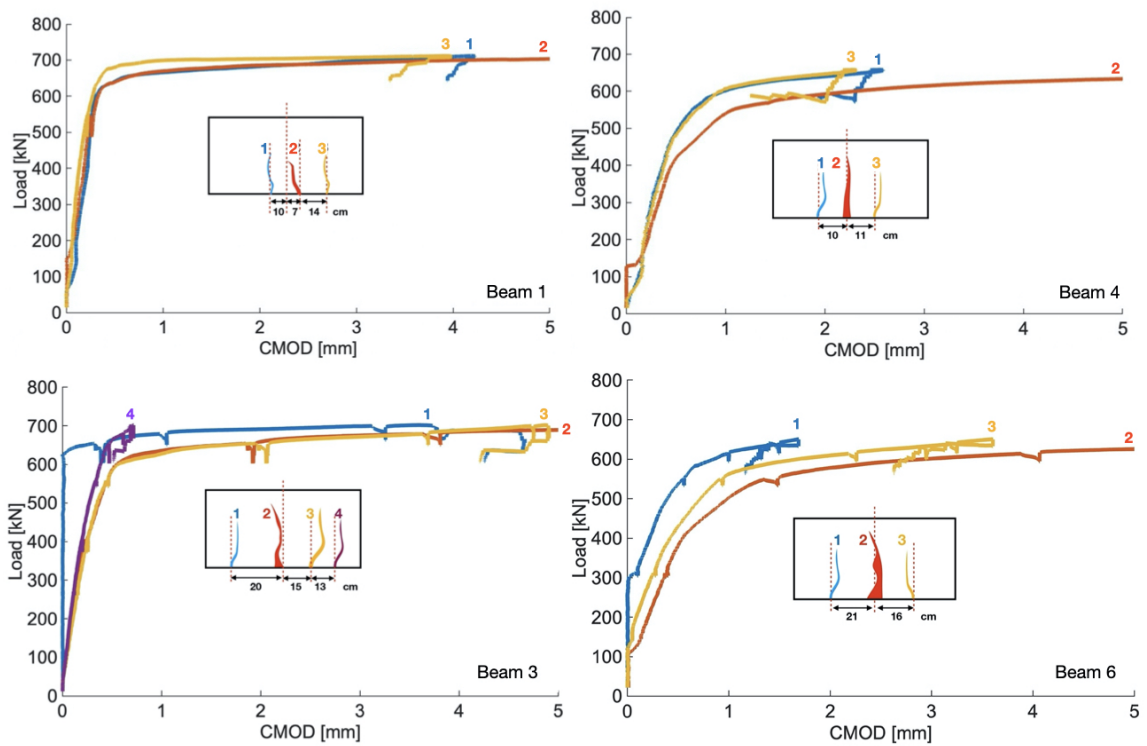 800
700
600
500
400
300
200
100
0
Load [kN]
3 1 2
1 2 3
10 7 14 cm
Beam 1
0 1 2 3 4 5
CMOD [mm]
800
700
600
500
400
300
200
100
0
Load [kN]
3 1 2
1 2 3
10 11 cm
Beam 4
0 1 2 3 4 5
CMOD [mm]
800
700
600
500
400
300
200
100
0
Load [kN]
4 1 3 2
1 2 3 4
20 15 13 cm
Beam 3
0 1 2 3 4 5
CMOD [mm]
800
700
600
500
400
300
200
100
0
Load [kN]
1 3 2
1 2 3
21 16 cm
Beam 6
0 1 2 3 4 5
CMOD [mm]